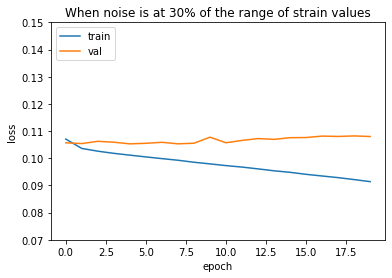 When noise is at 30% of the range of strain values
0.15
0.14
0.13
0.12
0.11
0.10
0.09
0.08
0.07
loss
train
val
0.0 2.5 5.0 7.5 10.0 12.5 15.0 17.5
epoch